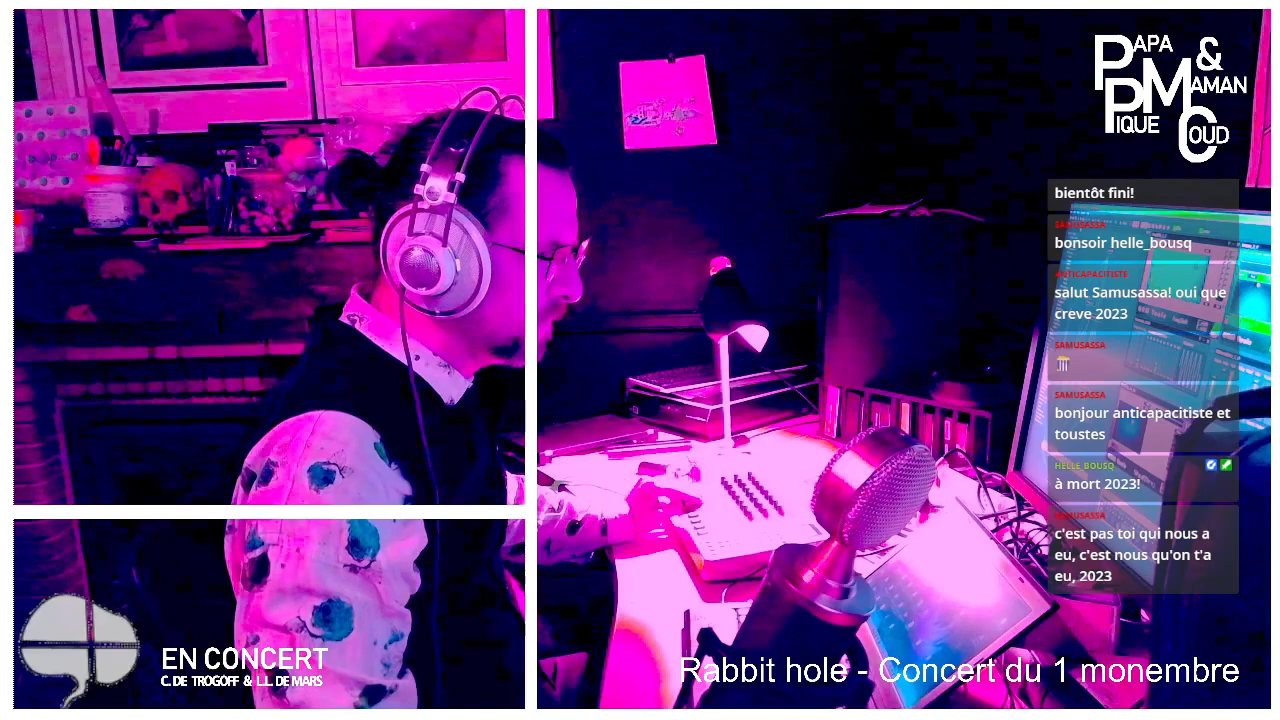 PAPA &
MAMAN
PIQUE
COUD
bientôt fini!
SAMUSASSA
bonsoir helle_bousq
ANTICAPACITISTE
salut Samusassa! oui que
creve 2023
SAMUSASSA
SAMUSASSA
bonjour anticapacitiste et
toustes
HELLE_BOUSQ
à mort 2023!
SAMUSASSA
c'est pas toi qui nous a
eu, c'est nous qu'on t'a
eu, 2023
EN CONCERT
C. DE TROGOFF & L.L. DE MARS
Rabbit hole - Concert du 1 monembre